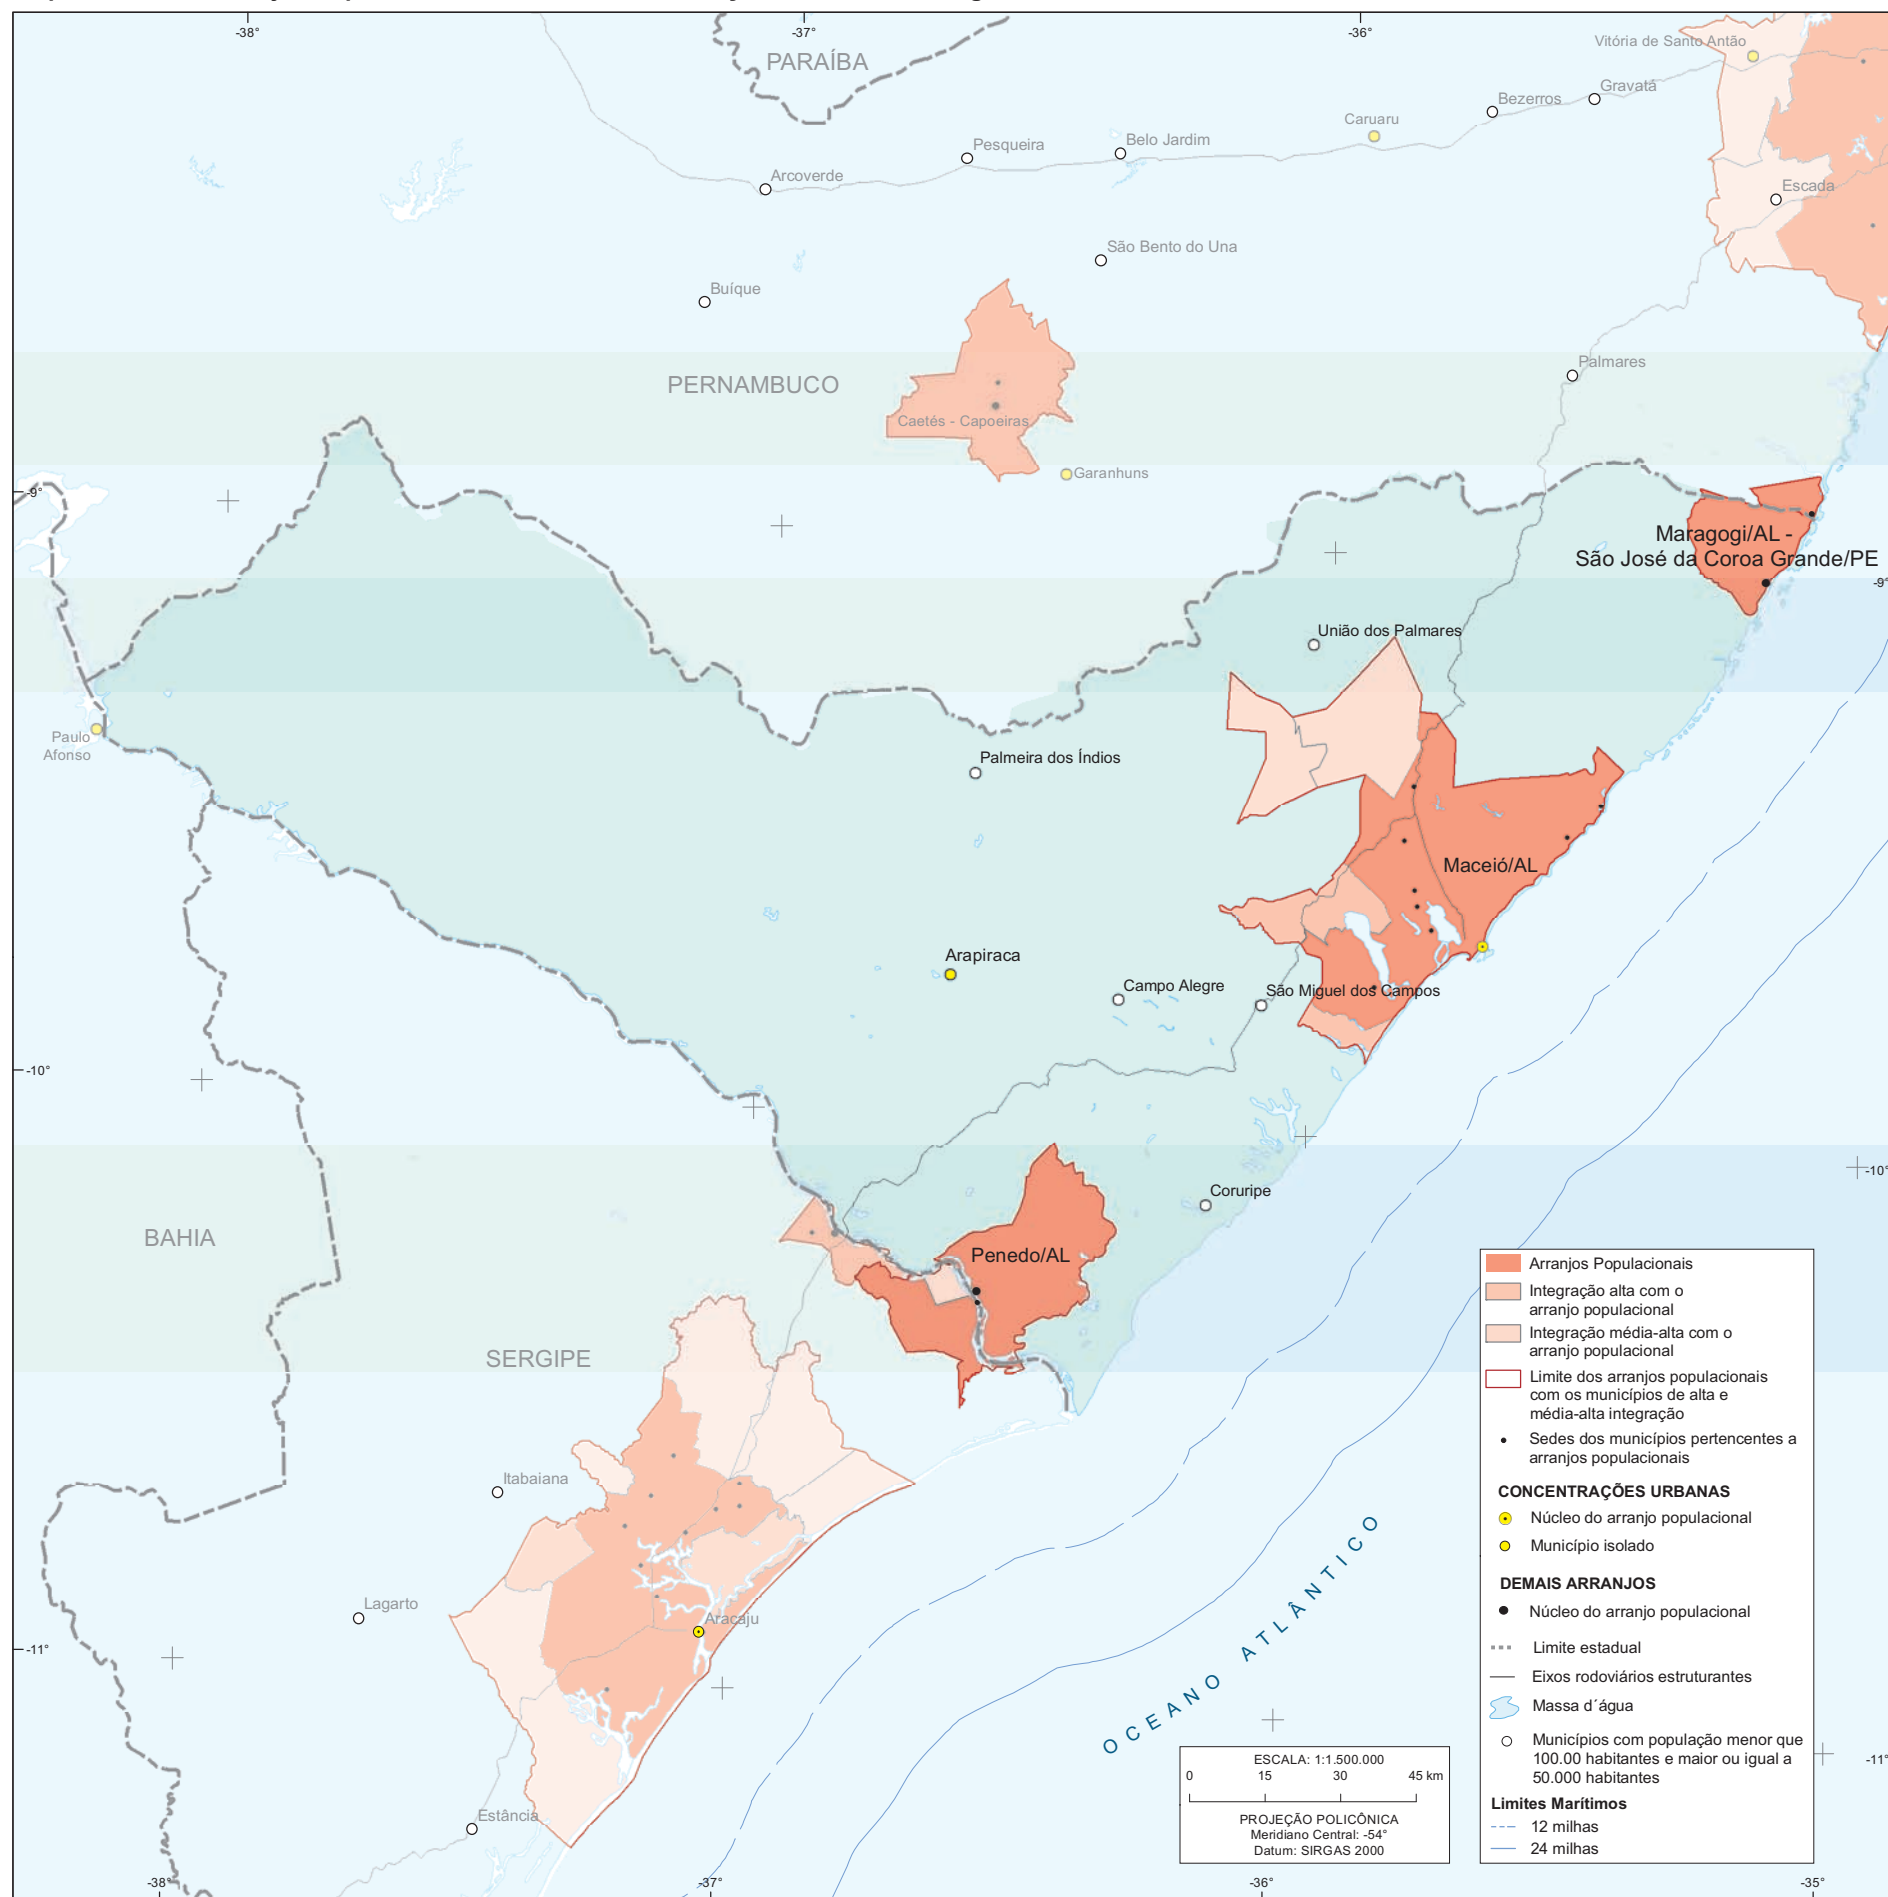 -38°
-37°
-36°
PARAÍBA
Vitória de Santo Antão
Gravatá
Bezerros
Caruaru
Belo Jardim
Pesqueira
Arcoverde
Escada
São Bento do Una
Buíque
Palmares
PERNAMBUCO
Caetés - Capoeiras
Garanhuns
-9°
Maragogi/AL -
São José da Coroa Grande/PE
-9°
União dos Palmares
Paulo
Afonso
Palmeira dos Índios
Maceió/AL
Arapiraca
Campo Alegre
São Miguel dos Campos
-10°
-10°
Coruripe
BAHIA
Penedo/AL
SERGIPE
Itabaiana
Lagarto
Aracaju
-11°
Estância
OCEANO ATLÂNTICO
Arranjos Populacionais
Integração alta com o
arranjo populacional
Integração média-alta com o
arranjo populacional
Limite dos arranjos populacionais
com os municípios de alta e
média-alta integração
Sedes dos municípios pertencentes a
arranjos populacionais
CONCENTRAÇÕES URBANAS
Núcleo do arranjo populacional
Município isolado
DEMAIS ARRANJOS
Núcleo do arranjo populacional
Limite estadual
Eixos rodoviários estruturantes
Massa d´água
Municípios com população menor que
100.00 habitantes e maior ou igual a
50.000 habitantes
Limites Marítimos
12 milhas
24 milhas
-11°
ESCALA: 1:1.500.000
0 15 30 45 km
PROJEÇÃO POLICÔNICA
Meridiano Central: -54°
Datum: SIRGAS 2000
-38°
-37°
-36°
-35°